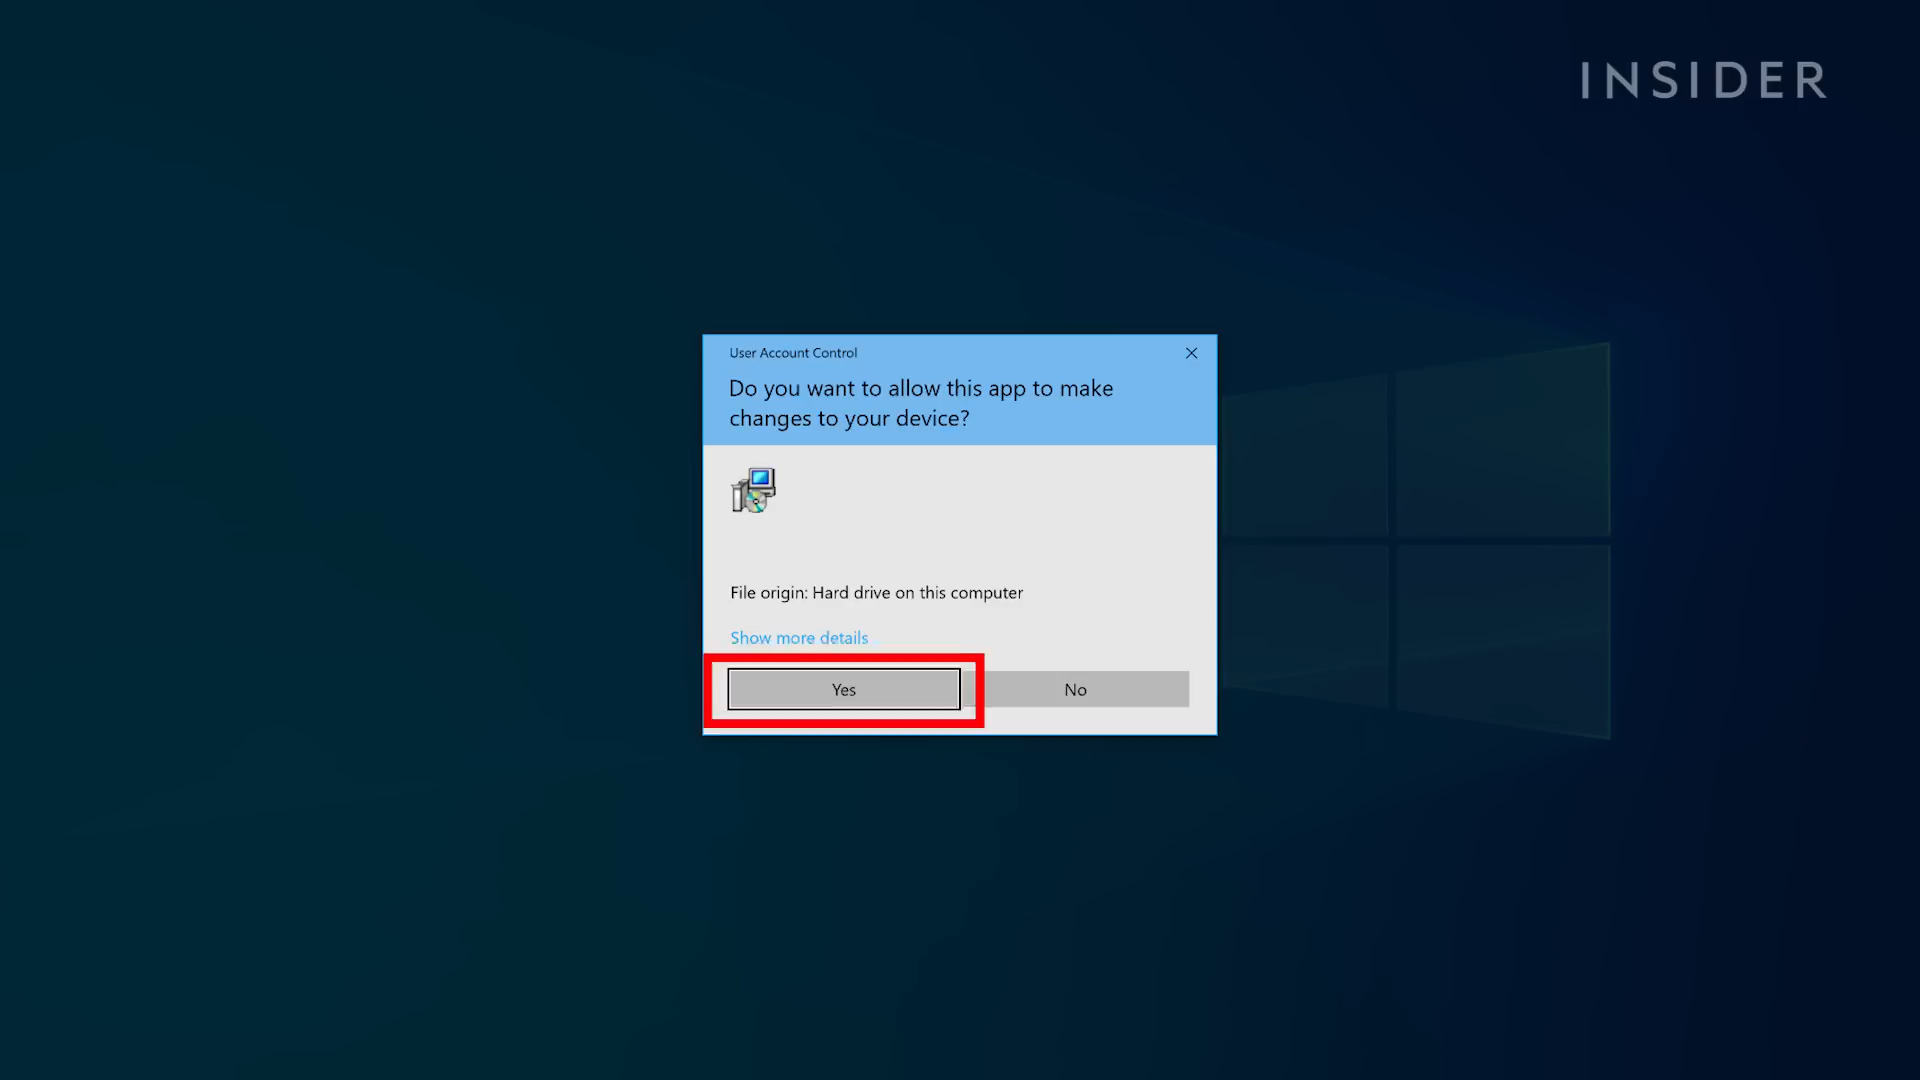 INSIDER
User Account Control
Do you want to allow this app to make
changes to your device?
File origin: Hard drive on this computer
Show more details
Yes
No